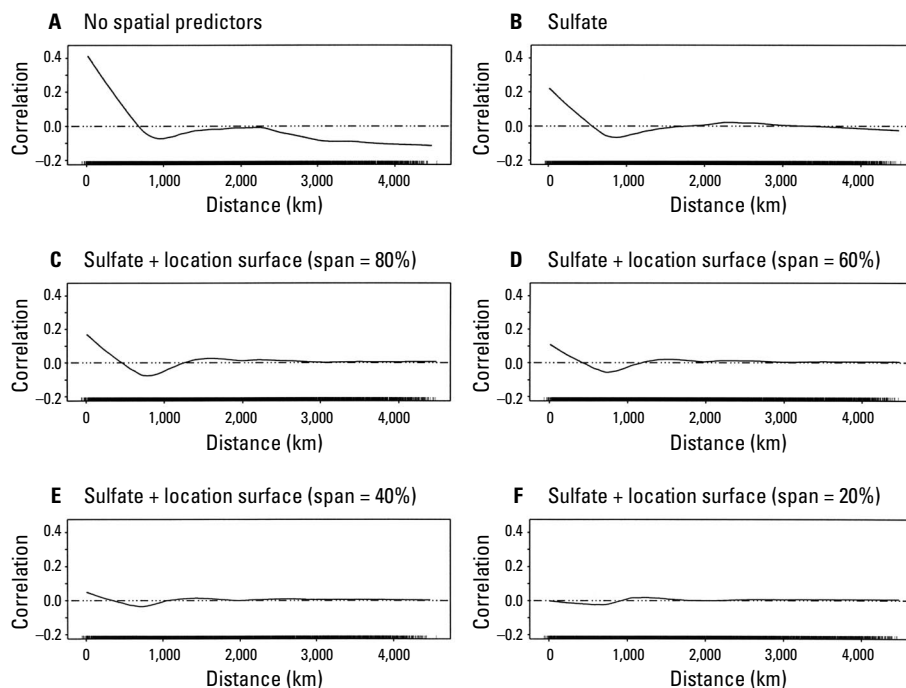 A No spatial predictors
0.4
0.2
0.0
−0.2
Correlation
0 1,000 2,000 3,000 4,000
Distance (km)
B Sulfate
0.4
0.2
0.0
−0.2
Correlation
0 1,000 2,000 3,000 4,000
Distance (km)
C Sulfate + location surface (span = 80%)
0.4
0.2
0.0
−0.2
Correlation
0 1,000 2,000 3,000 4,000
Distance (km)
D Sulfate + location surface (span = 60%)
0.4
0.2
0.0
−0.2
Correlation
0 1,000 2,000 3,000 4,000
Distance (km)
E Sulfate + location surface (span = 40%)
0.4
0.2
0.0
−0.2
Correlation
0 1,000 2,000 3,000 4,000
Distance (km)
F Sulfate + location surface (span = 20%)
0.4
0.2
0.0
−0.2
Correlation
0 1,000 2,000 3,000 4,000
Distance (km)